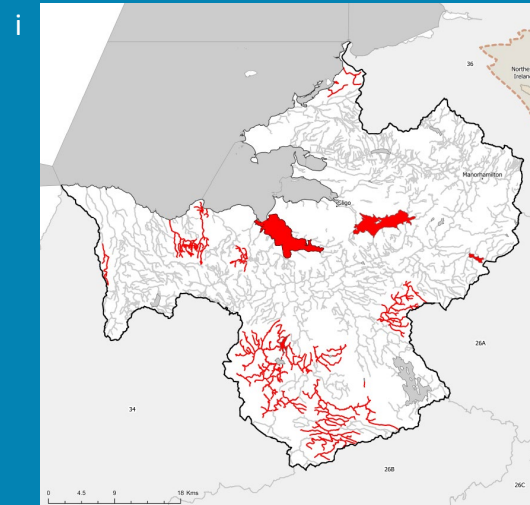 i
36
Northern
Ireland
Manorhamilton
Sligo
26A
34
26B
26C
0 4.5 9 18 Kms